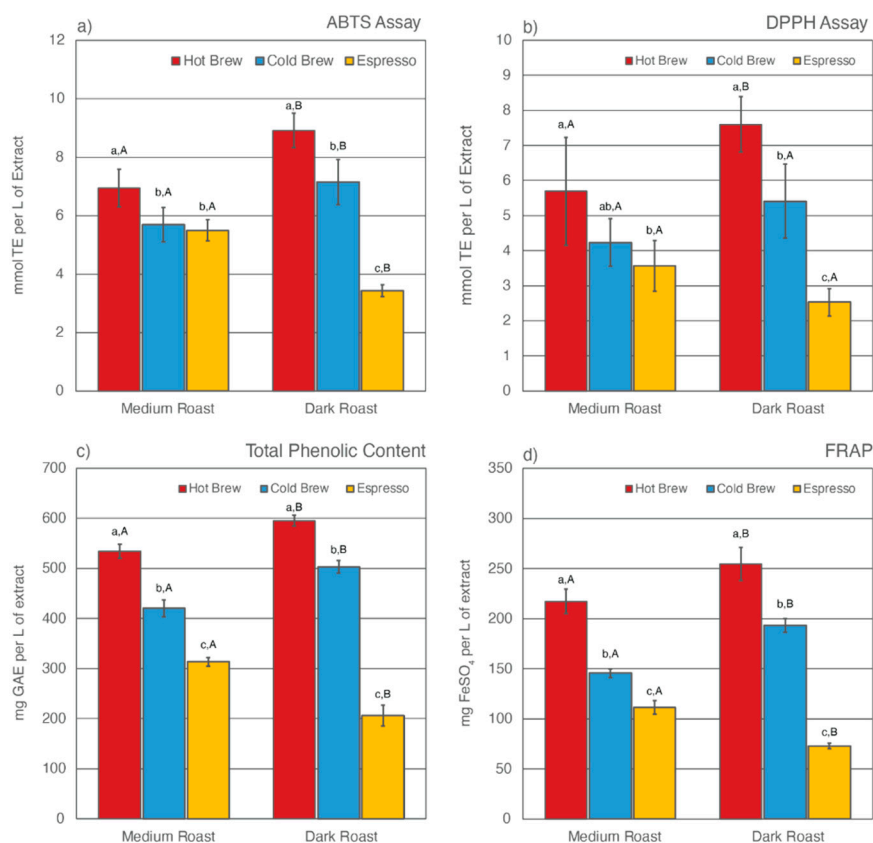 a) ABTS Assay
12
10
8
6
4
2
0
mmol TE per L of Extract
Hot Brew Cold Brew Espresso
a,A
b,A
b,A
a,B
b,B
c,B
Medium Roast Dark Roast
b) DPPH Assay
10
9
8
7
6
5
4
3
2
1
0
mmol TE per L of Extract
Hot Brew Cold Brew Espresso
a,A
ab,A
b,A
a,B
b,A
c,A
Medium Roast Dark Roast
c) Total Phenolic Content
700
600
500
400
300
200
100
0
mg GAE per L of extract
Hot Brew Cold Brew Espresso
a,A
b,A
c,A
a,B
b,B
c,B
Medium Roast Dark Roast
d) FRAP
350
300
250
200
150
100
50
0
mg FeSO₄ per L of extract
Hot Brew Cold Brew Espresso
a,A
b,A
c,A
a,B
b,B
c,B
Medium Roast Dark Roast